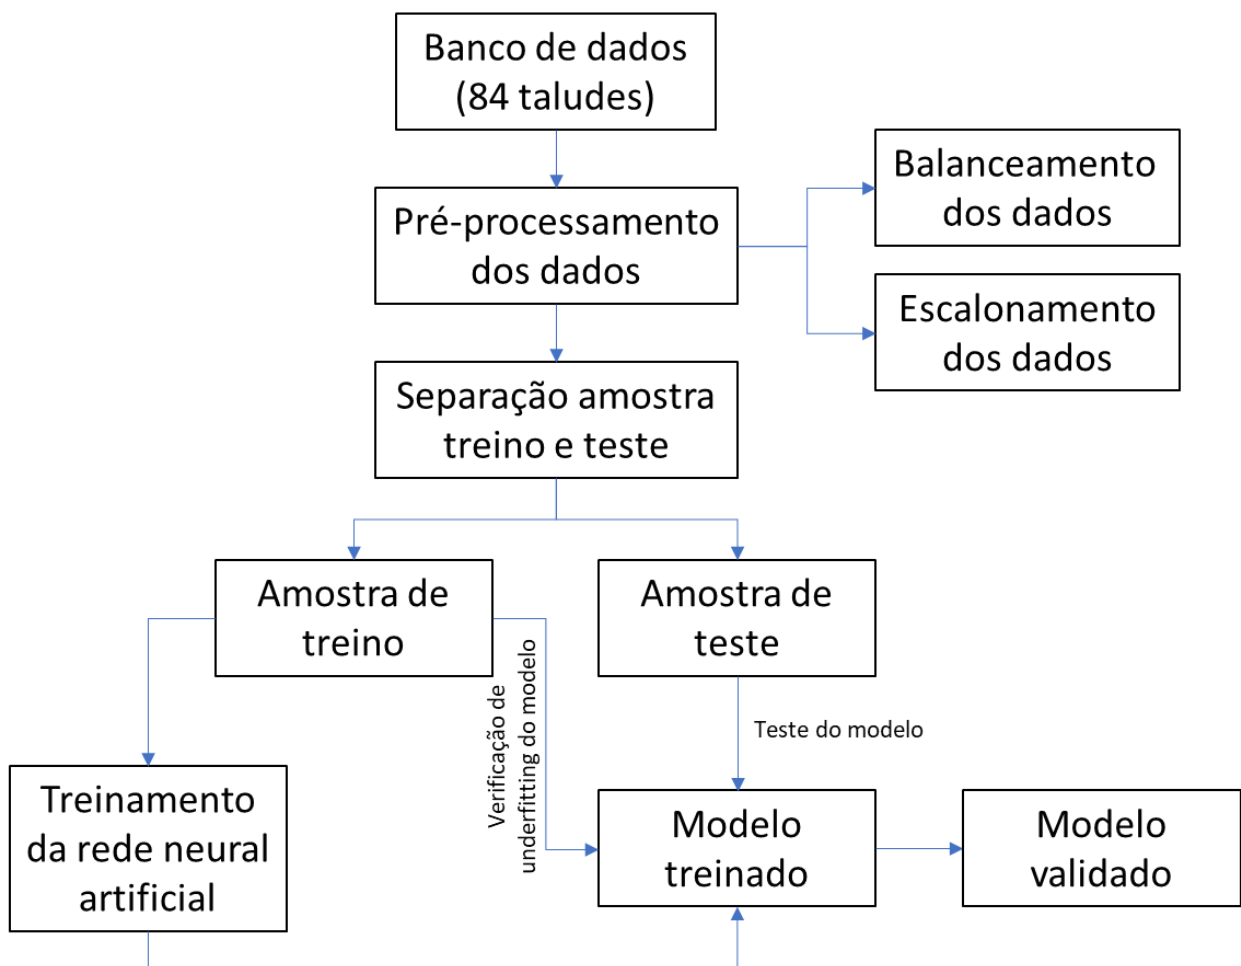 Banco de dados
(84 taludes)
Balanceamento
dos dados
Pré-processamento
dos dados
Escalonamento
dos dados
Separação amostra
treino e teste
Amostra de
treino
Amostra de
teste
Verificação de
underfitting do modelo
Teste do modelo
Treinamento
da rede neural
artificial
Modelo
treinado
Modelo
validado